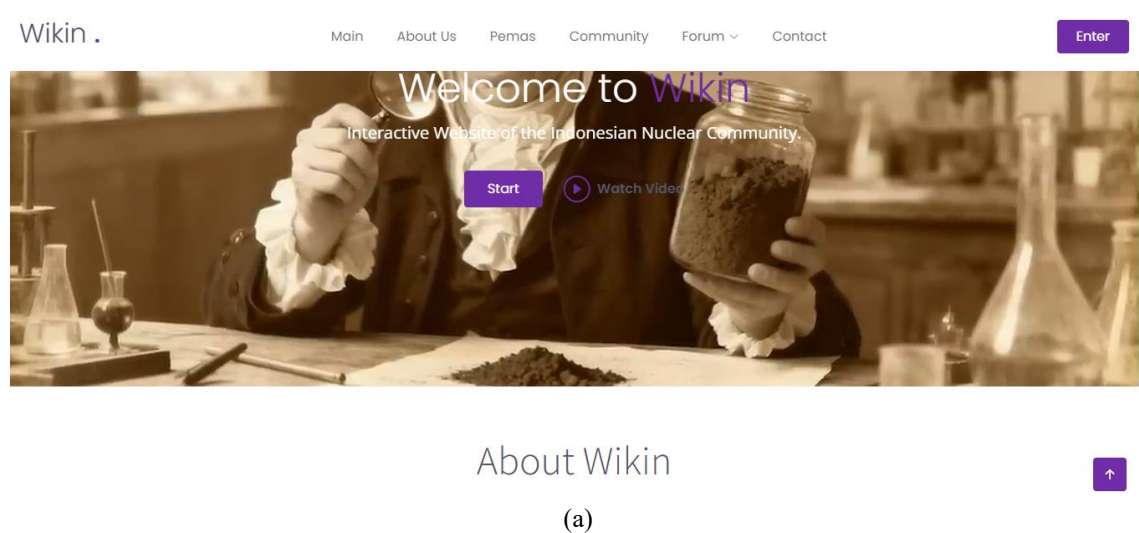 Wikin .
Main About Us Pemas Community Forum Contact
Enter
Welcome to Wikin
Interactive Website of the Indonesian Nuclear Community.
Start Watch Video
About Wikin
(a)